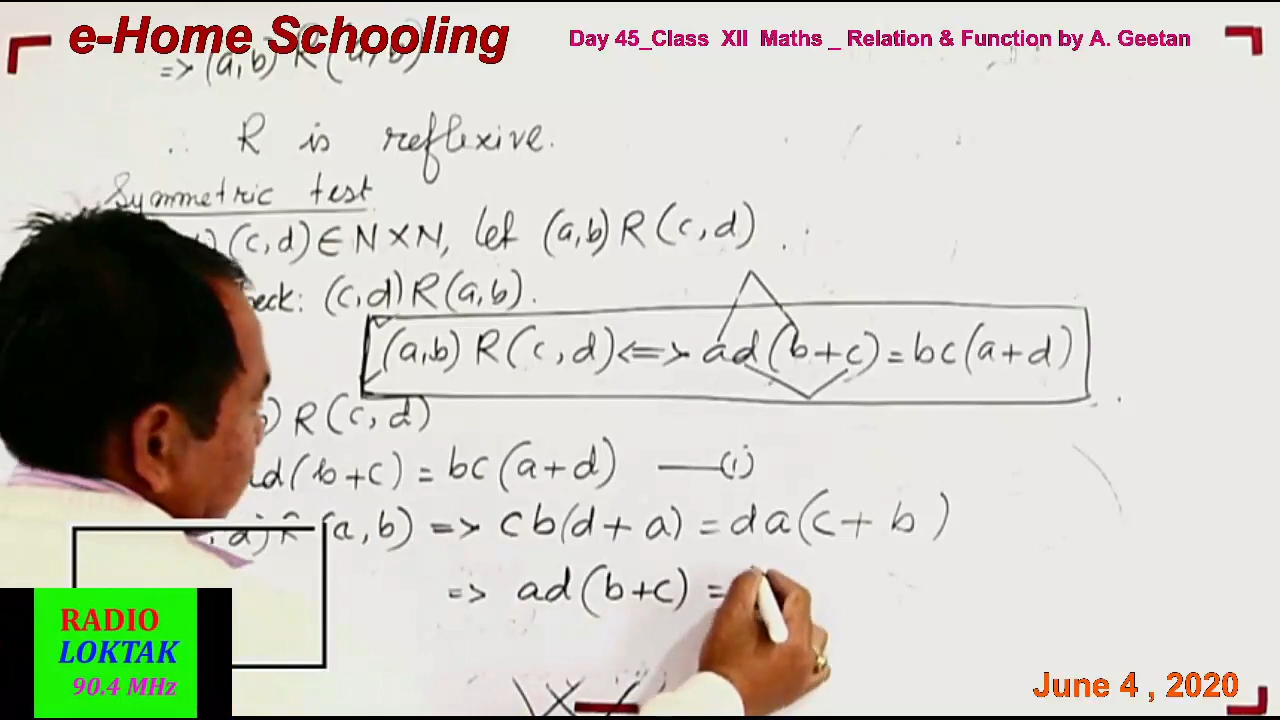 e-Home Schooling
Day 45_Class XII Maths _ Relation & Function by A. Geetan
=> (a,b) R (a,b)
∴ R is reflexive.
Symmetric test
(c,d) ∈ N×N, let (a,b) R (c,d)
(c,d) R (a,b).
(a,b) R (c,d) <=> ad(b+c) = bc(a+d)
R (c,d)
ad(b+c) = bc(a+d) —(i)
R (a,b) => cb(d+a) = da(c+b)
=> ad(b+c) =
RADIO
LOKTAK
90.4 MHz
June 4 , 2020